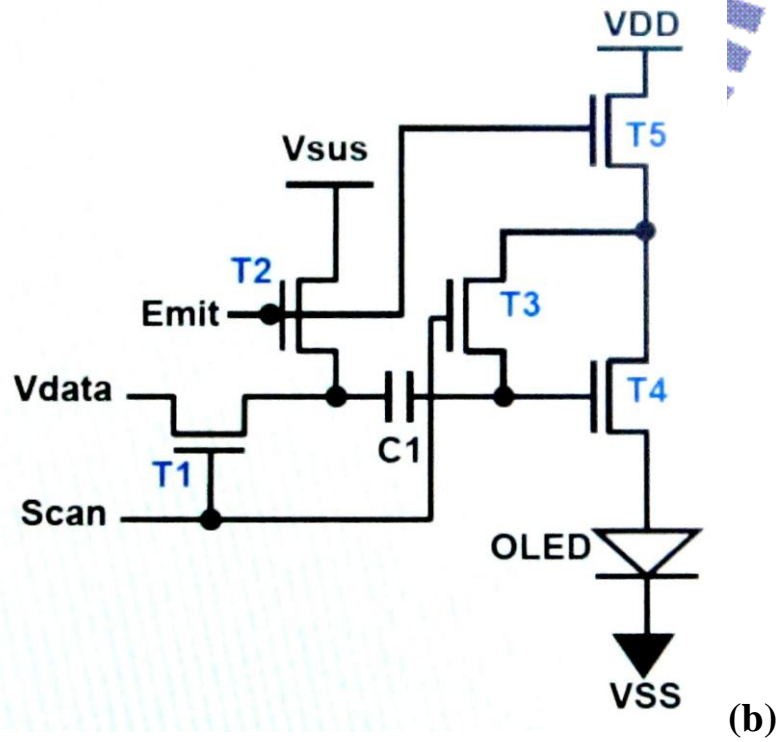 VDD
T5
Vsus
T2
T3
Emit
Vdata
T4
C1
T1
Scan
OLED
VSS
(b)